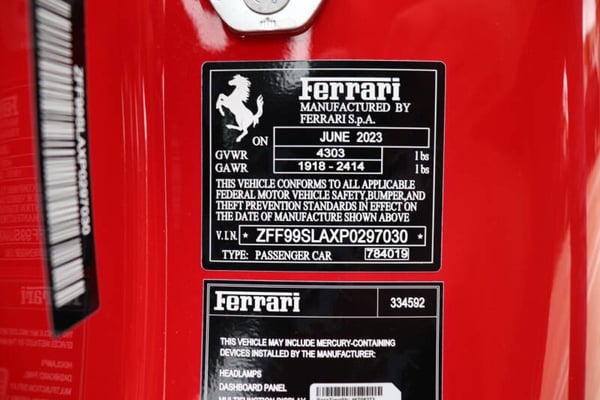 Ferrari
MANUFACTURED BY
FERRARI S.p.A.
ON JUNE 2023
GVWR 4303 lbs
GAWR 1918 - 2414 lbs
THIS VEHICLE CONFORMS TO ALL APPLICABLE
FEDERAL MOTOR VEHICLE SAFETY,BUMPER,AND
THEFT PREVENTION STANDARDS IN EFFECT ON
THE DATE OF MANUFACTURE SHOWN ABOVE
V.I.N. * ZFF99SLAXP0297030 *
TYPE: PASSENGER CAR 784019
Ferrari 334592
THIS VEHICLE MAY INCLUDE MERCURY-CONTAINING
DEVICES INSTALLED BY THE MANUFACTURER:
HEADLAMPS
DASHBOARD PANEL
MULTIFUNCTION DISPLAY
ZFF99SLAXP0297030